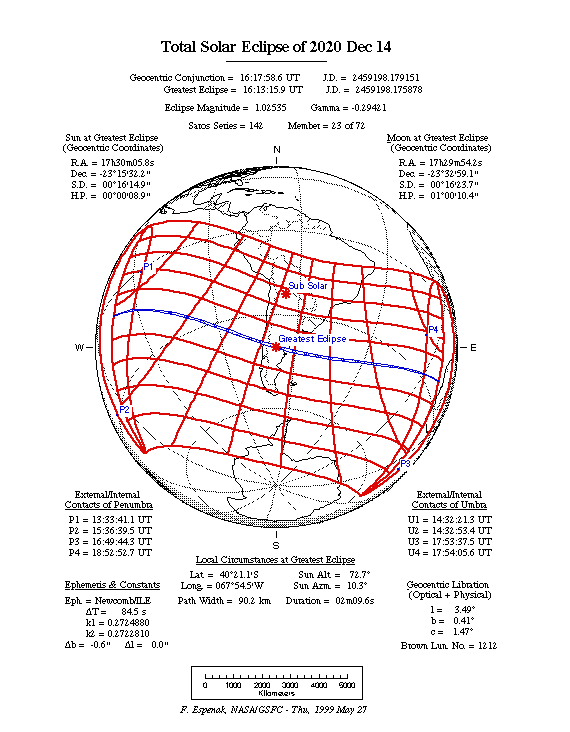 Total Solar Eclipse of 2020 Dec 14
Geocentric Conjunction = 16:17:58.6 UT J.D. = 2459198.179151
Greatest Eclipse = 16:13:15.9 UT J.D. = 2459198.175878
Eclipse Magnitude = 1.02535 Gamma = -0.29421
Saros Series = 142 Member = 23 of 72
Sun at Greatest Eclipse
(Geocentric Coordinates)
R.A. = 17h30m05.8s
Dec. = -23°15'32.2"
S.D. = 00°16'14.9"
H.P. = 00°00'08.9"
Moon at Greatest Eclipse
(Geocentric Coordinates)
R.A. = 17h29m54.2s
Dec. = -23°32'59.1"
S.D. = 00°16'23.7"
H.P. = 01°00'10.4"
N
P1
Sub Solar
P4
Greatest Eclipse
W
E
P2
P3
S
External/Internal
Contacts of Penumbra
P1 = 13:33:41.1 UT
P2 = 15:36:39.5 UT
P3 = 16:49:44.3 UT
P4 = 18:52:52.7 UT
External/Internal
Contacts of Umbra
U1 = 14:32:21.3 UT
U2 = 14:32:53.4 UT
U3 = 17:53:37.5 UT
U4 = 17:54:05.6 UT
Local Circumstances at Greatest Eclipse
Lat = 40°21.1'S Sun Alt = 72.7°
Long. = 067°54.5'W Sun Azm. = 10.3°
Path Width = 90.2 km Duration = 02m09.6s
Ephemeris & Constants
Eph. = Newcomb/ILE
ΔT = 84.5 s
k1 = 0.2724880
k2 = 0.2722810
Δb = -0.6" Δl = 0.0"
Geocentric Libration
(Optical + Physical)
l = 3.49°
b = 0.41°
c = 1.47°
Brown Lun. No. = 1212
0 1000 2000 3000 4000 5000
Kilometers
F. Espenak, NASA/GSFC - Thu, 1999 May 27